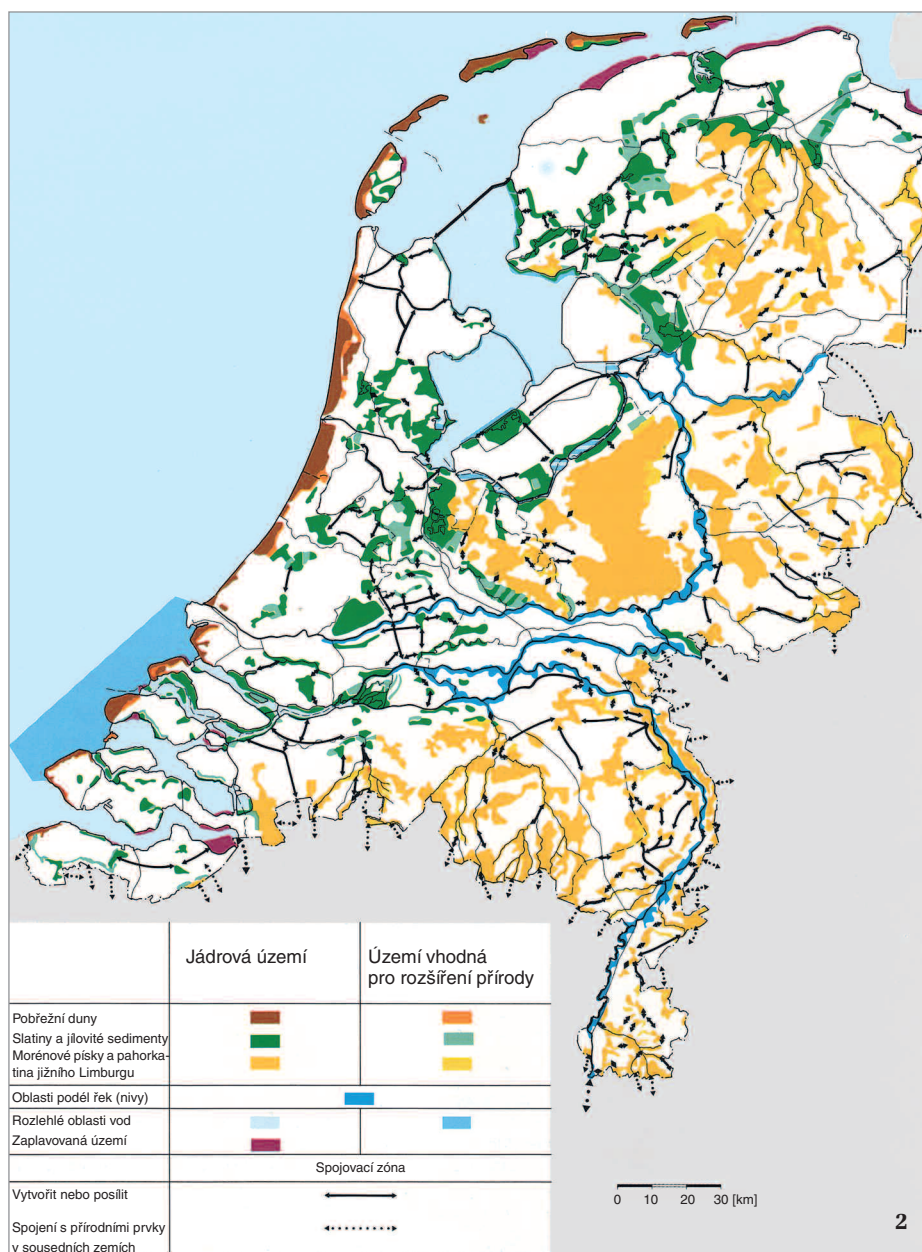 Jádrová území
Území vhodná
pro rozšíření přírody
Pobřežní duny
Slatiny a jílovité sedimenty
Morénové písky a pahorka-
tina jižního Limburgu
Oblasti podél řek (nivy)
Rozlehlé oblasti vod
Zaplavovaná území
Spojovací zóna
Vytvořit nebo posílit
Spojení s přírodními prvky
v sousedních zemích
0 10 20 30 [km]
2